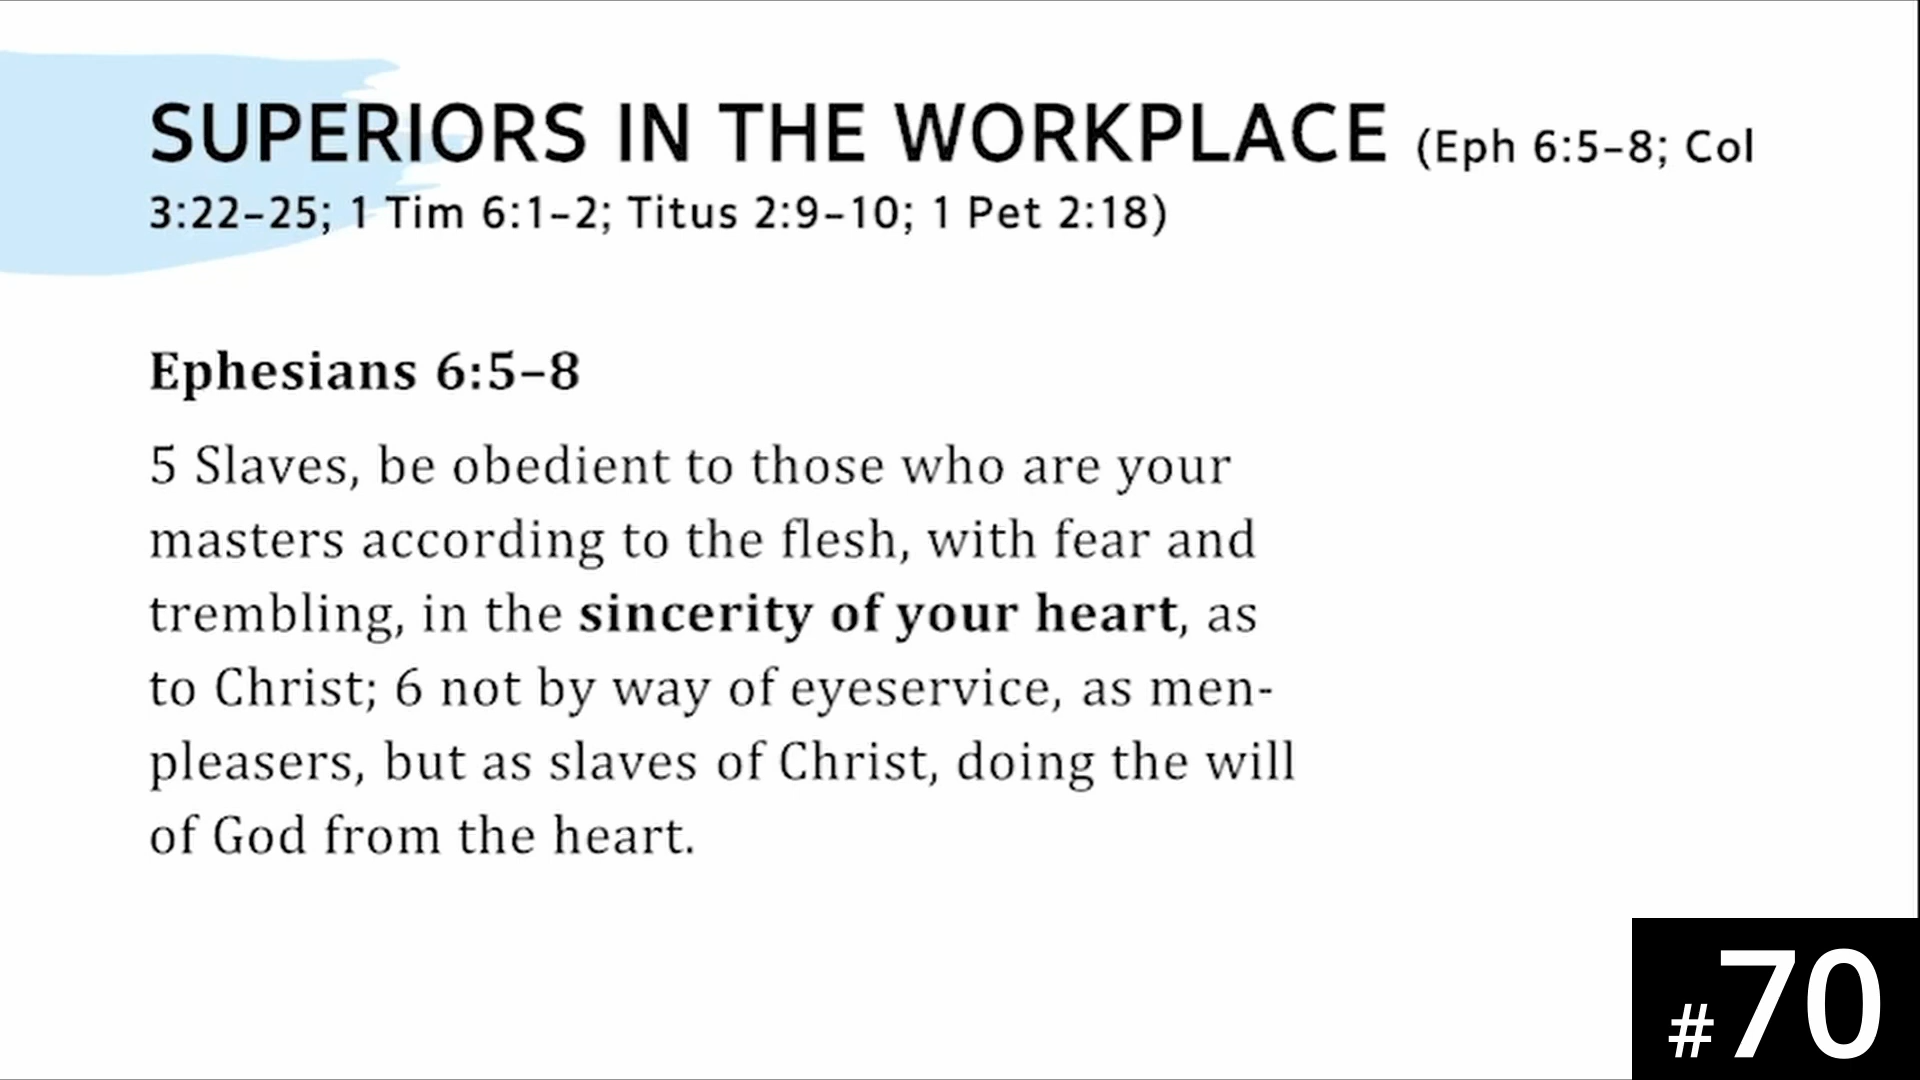 SUPERIORS IN THE WORKPLACE (Eph 6:5–8; Col
3:22–25; 1 Tim 6:1–2; Titus 2:9–10; 1 Pet 2:18)
Ephesians 6:5–8
5 Slaves, be obedient to those who are your
masters according to the flesh, with fear and
trembling, in the sincerity of your heart, as
to Christ; 6 not by way of eyeservice, as men-
pleasers, but as slaves of Christ, doing the will
of God from the heart.
#70